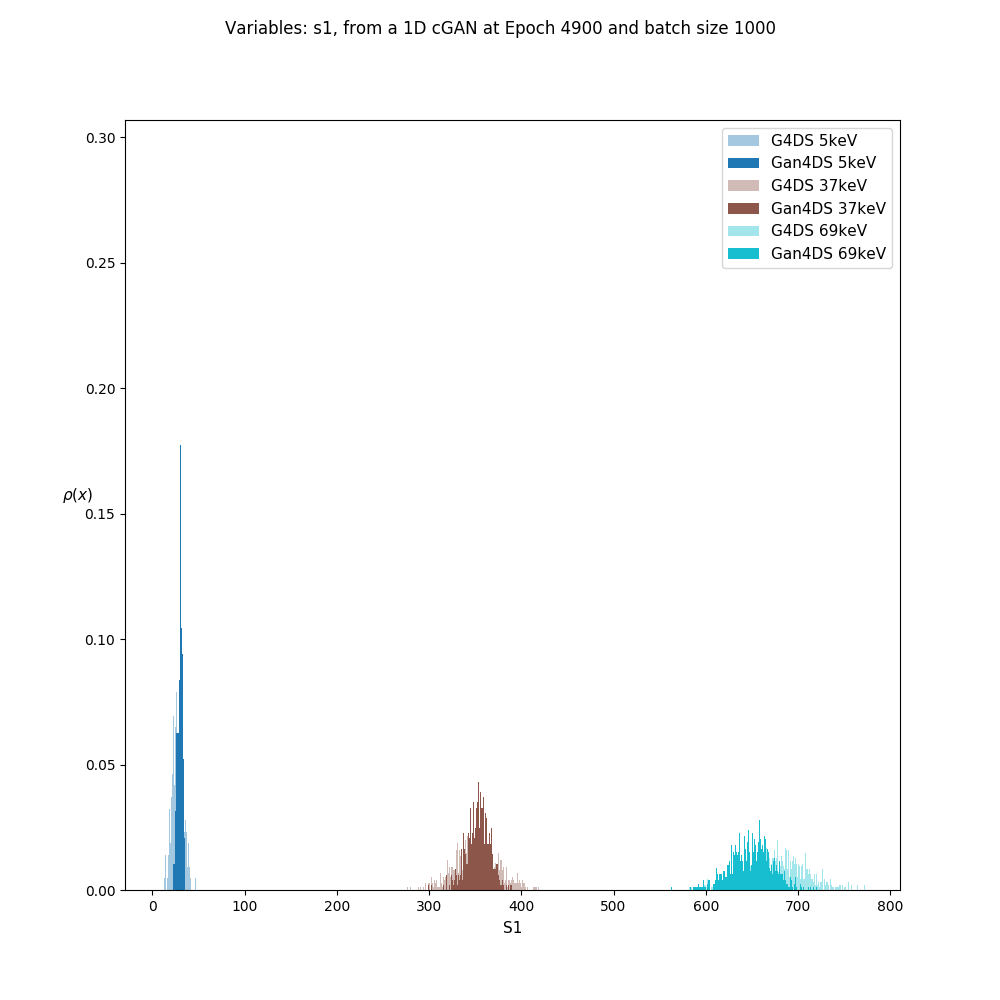 Variables: s1, from a 1D cGAN at Epoch 4900 and batch size 1000
G4DS 5keV
Gan4DS 5keV
G4DS 37keV
Gan4DS 37keV
G4DS 69keV
Gan4DS 69keV
0.30
0.25
0.20
0.15
0.10
0.05
0.00
ρ(x)
0 100 200 300 400 500 600 700 800
S1